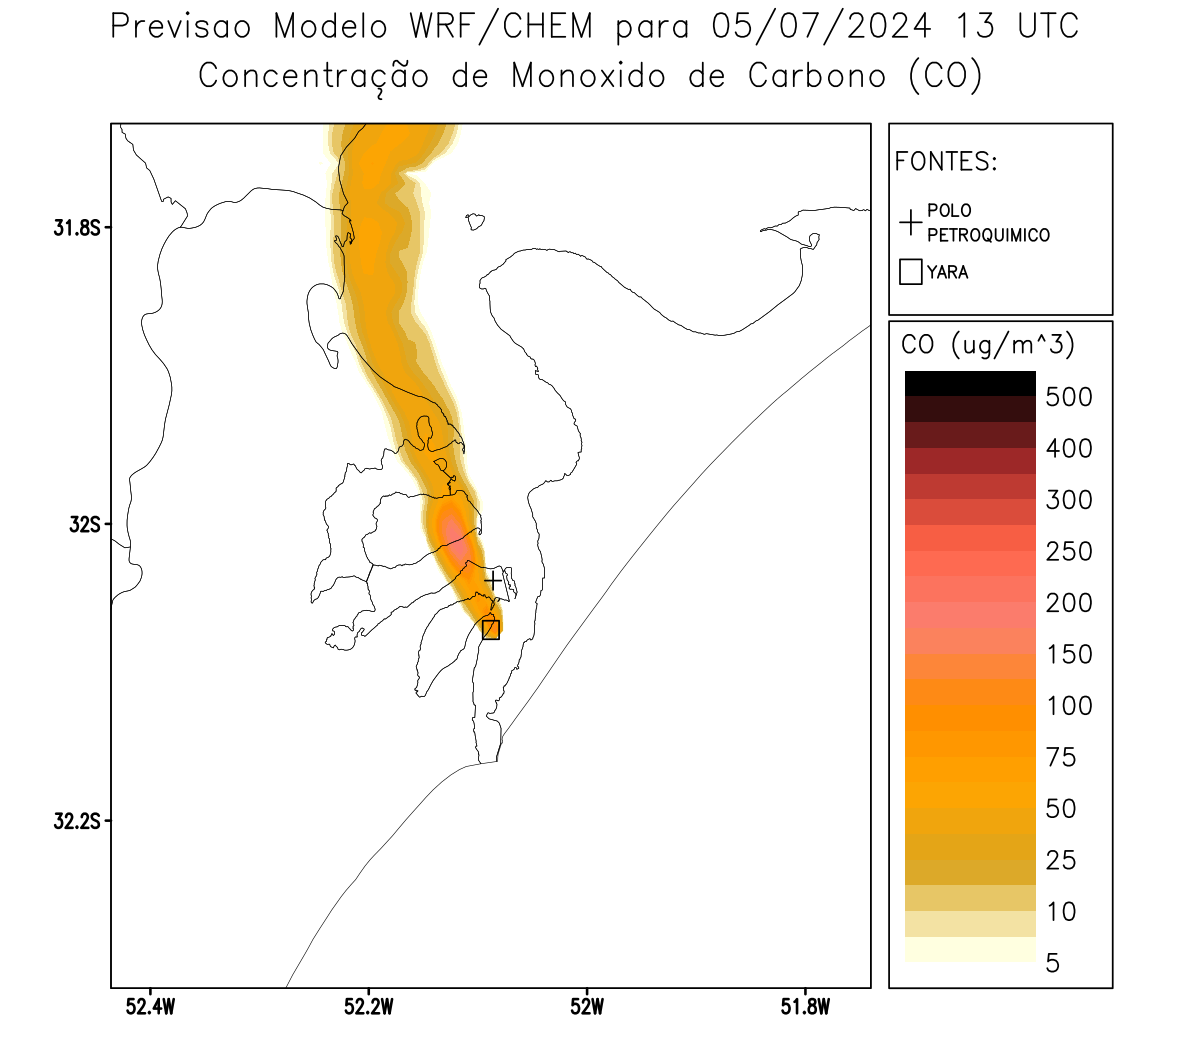 Previsao Modelo WRF/CHEM para 05/07/2024 13 UTC
Concentração de Monoxido de Carbono (CO)
FONTES:
POLO
PETROQUIMICO
YARA
CO (ug/m^3)
500
400
300
250
200
150
100
75
50
25
10
5
31.8S
32S
32.2S
52.4W
52.2W
52W
51.8W